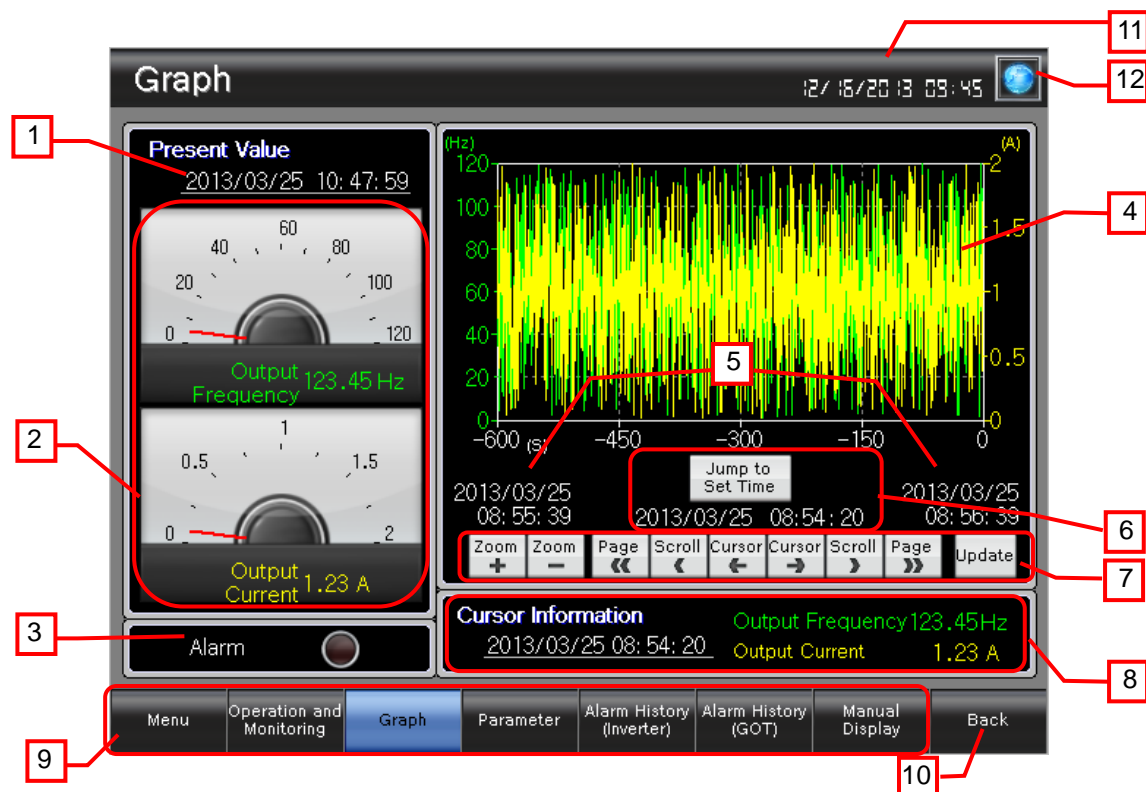 11
Graph
12/16/2013 09:45
12
1
Present Value
2013/03/25 10:47:59
0
20
40
60
80
100
120
Output Frequency 123.45 Hz
2
0
0.5
1
1.5
2
Output Current 1.23 A
3
Alarm
(Hz)
(A)
120
100
80
60
40
20
0
2
1.5
1
0.5
0
4
5
-600 (S) -450 -300 -150 0
Jump to
Set Time
2013/03/25
08:55:39
2013/03/25 08:54:20
2013/03/25
08:56:39
6
Zoom +
Zoom −
Page «
Scroll ‹
Cursor ←
Cursor →
Scroll ›
Page »
Update
7
Cursor Information
2013/03/25 08:54:20
Output Frequency 123.45Hz
Output Current 1.23 A
8
Menu
Operation and
Monitoring
Graph
Parameter
Alarm History
(Inverter)
Alarm History
(GOT)
Manual
Display
Back
9
10